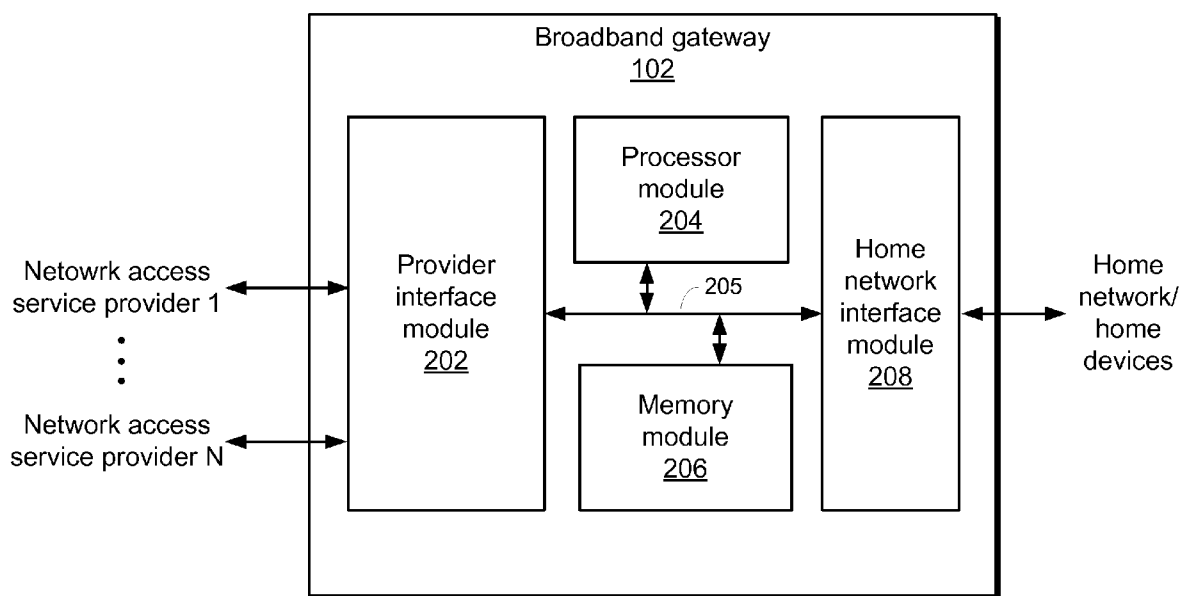 Broadband gateway
102
Processor
module
204
Provider
interface
module
202
Home
network
interface
module
208
205
Memory
module
206
Netowrk access
service provider 1
Network access
service provider N
Home
network/
home
devices